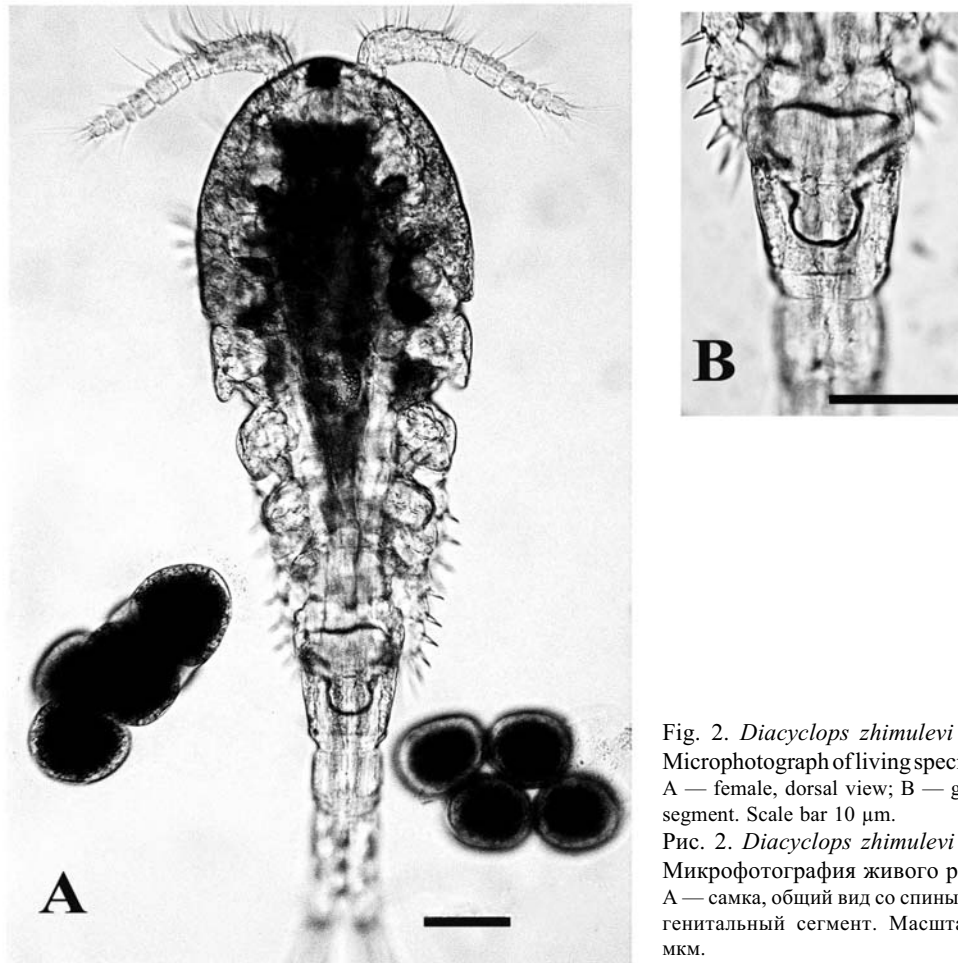 A
B
Fig. 2. Diacyclops zhimulevi
Microphotograph of living speci
A — female, dorsal view; B — g
segment. Scale bar 10 µm.
Рис. 2. Diacyclops zhimulevi
Микрофотография живого р
А — самка, общий вид со спины
генитальный сегмент. Масшта
мкм.